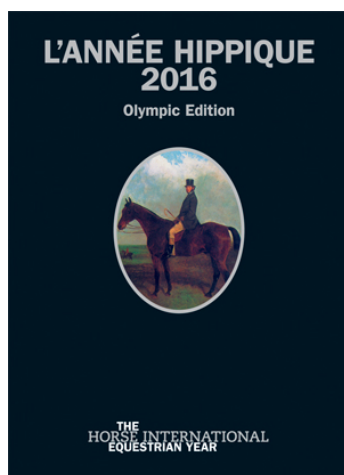 L'ANNÉE HIPPIQUE
2016
Olympic Edition
THE
HORSE INTERNATIONAL
EQUESTRIAN YEAR